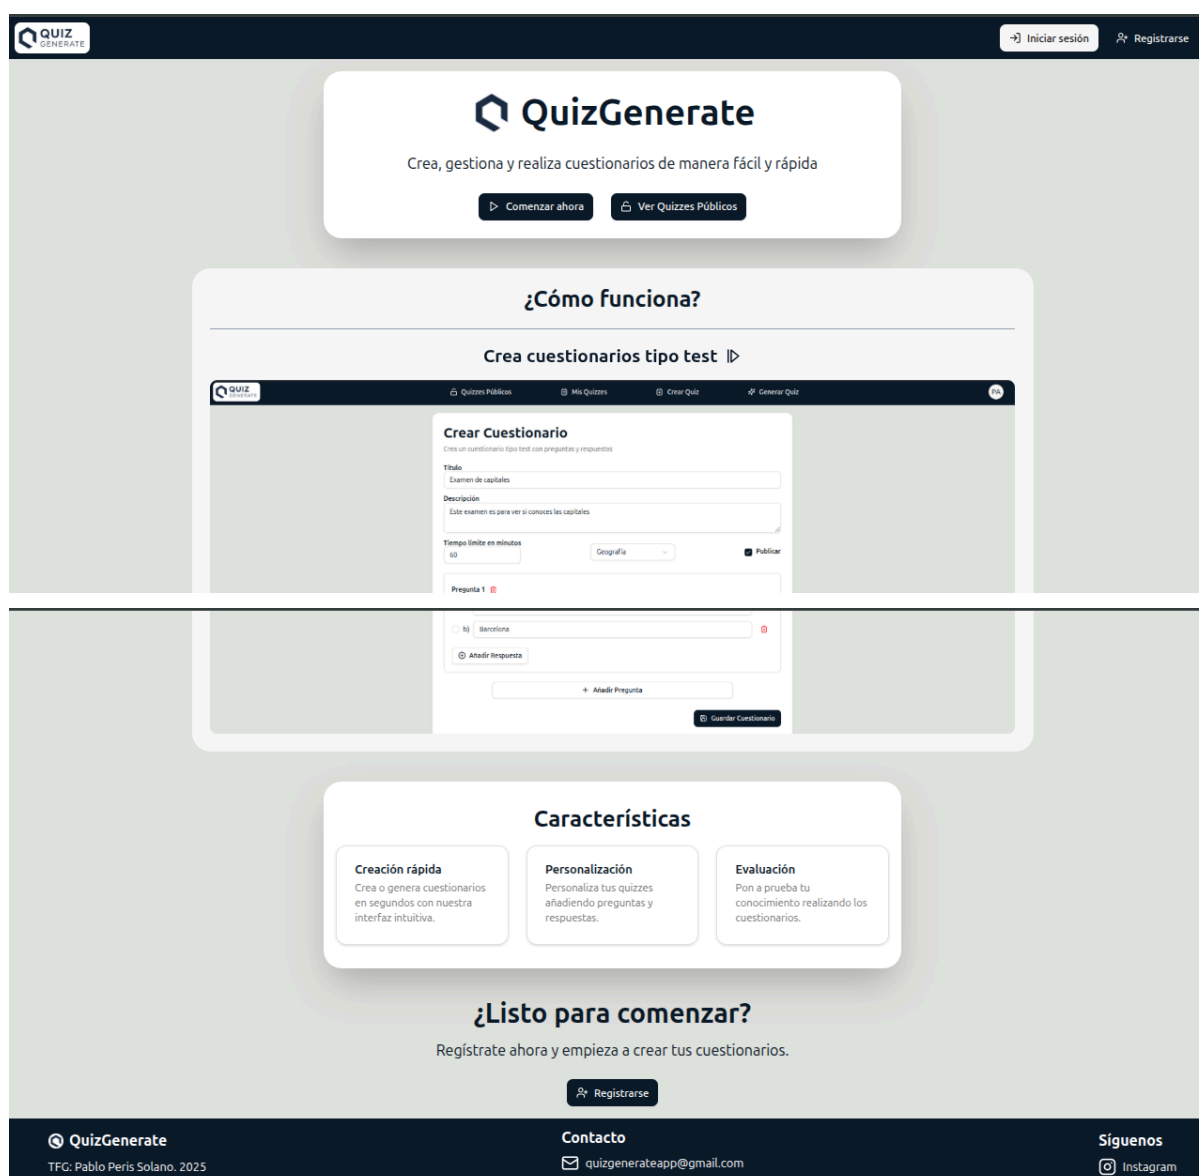 QUIZ
GENERATE
Iniciar sesión
Registrarse
QuizGenerate
Crea, gestiona y realiza cuestionarios de manera fácil y rápida
Comenzar ahora
Ver Quizzes Públicos
¿Cómo funciona?
Crea cuestionarios tipo test
QUIZ
GENERATE
Quizzes Públicos
Mis Quizzes
Crear Quiz
Generar Quiz
PA
Crear Cuestionario
Crea un cuestionario tipo test con preguntas y respuestas
Título
Examen de capitales
Descripción
Este examen es para ver si conoces las capitales
Tiempo límite en minutos
60
Geografía
Publicar
Pregunta 1
b) Barcelona
Añadir Respuesta
+ Añadir Pregunta
Guardar Cuestionario
Características
Creación rápida
Crea o genera cuestionarios
en segundos con nuestra
interfaz intuitiva.
Personalización
Personaliza tus quizzes
añadiendo preguntas y
respuestas.
Evaluación
Pon a prueba tu
conocimiento realizando los
cuestionarios.
¿Listo para comenzar?
Regístrate ahora y empieza a crear tus cuestionarios.
Registrarse
QuizGenerate
TFG: Pablo Peris Solano. 2025
Contacto
quizgenerateapp@gmail.com
Síguenos
Instagram